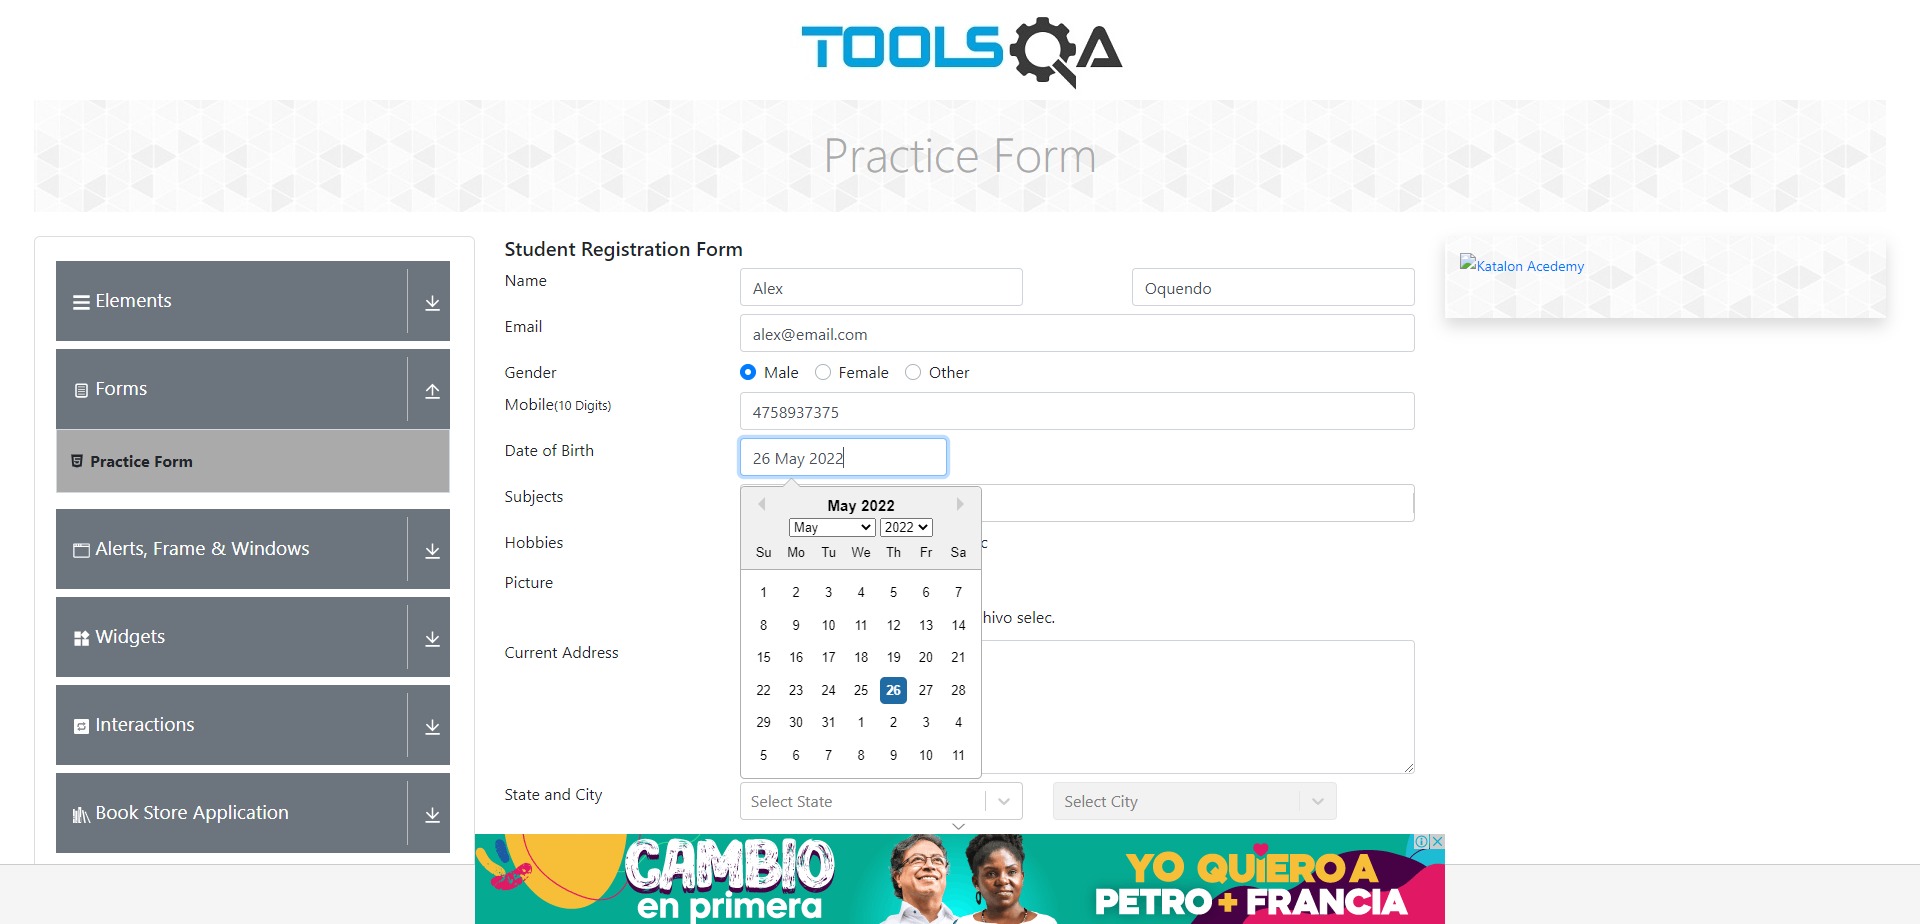 TOOLSQA
Practice Form
Elements
Forms
Practice Form
Alerts, Frame & Windows
Widgets
Interactions
Book Store Application
Student Registration Form
Name
Alex
Oquendo
Email
alex@email.com
Gender
Male
Female
Other
Mobile(10 Digits)
4758937375
Date of Birth
26 May 2022
Subjects
Hobbies
c
Picture
hivo selec.
Current Address
May 2022
May 2022
Su Mo Tu We Th Fr Sa
1 2 3 4 5 6 7
8 9 10 11 12 13 14
15 16 17 18 19 20 21
22 23 24 25 26 27 28
29 30 31 1 2 3 4
5 6 7 8 9 10 11
State and City
Select State
Select City
Katalon Acedemy
CAMBIO
en primera
YO QUIERO A
PETRO + FRANCIA